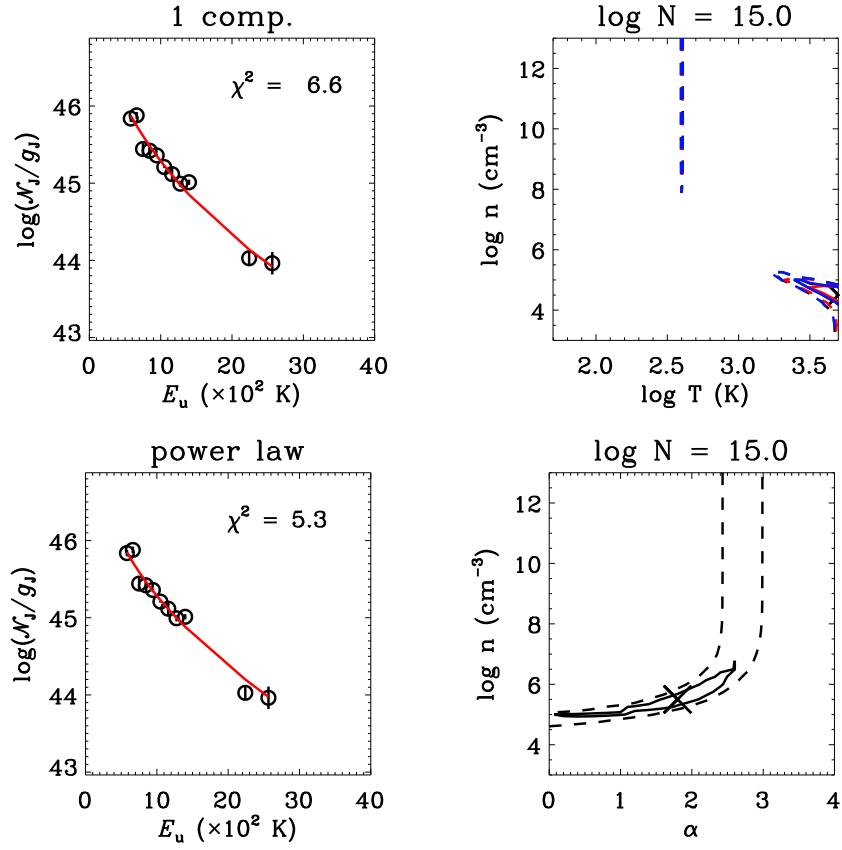 1 comp.
χ² = 6.6
log(𝒩J/gJ)
46
45
44
43
0 10 20 30 40
Eu (×10² K)
log N = 15.0
log n (cm⁻³)
12
10
8
6
4
2.0 2.5 3.0 3.5
log T (K)
power law
χ² = 5.3
log(𝒩J/gJ)
46
45
44
43
0 10 20 30 40
Eu (×10² K)
log N = 15.0
log n (cm⁻³)
12
10
8
6
4
0 1 2 3 4
α